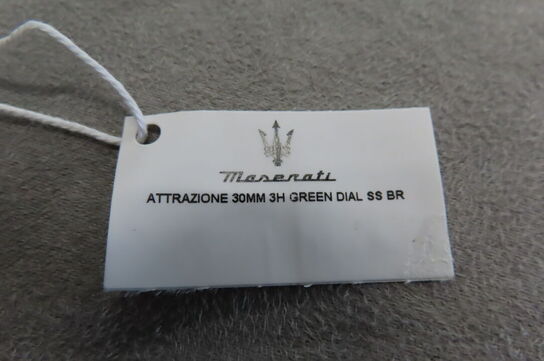 Maserati
ATTRAZIONE 30MM 3H GREEN DIAL SS BR